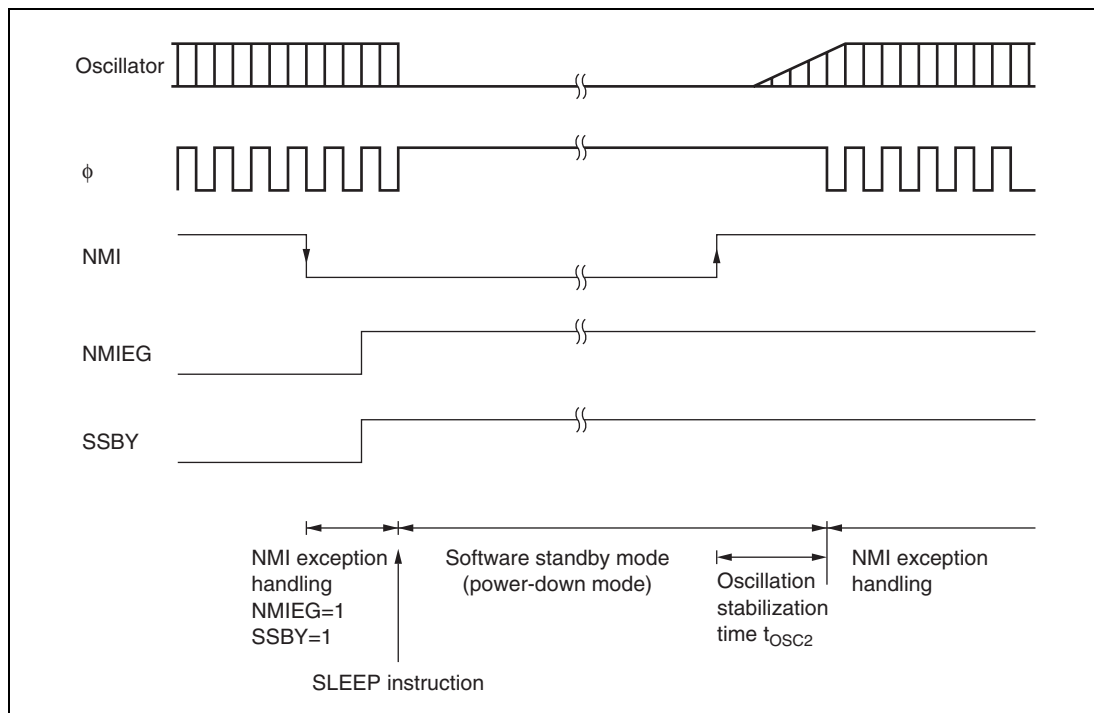 Oscillator
φ
NMI
NMIEG
SSBY
NMI exception
handling
NMIEG=1
SSBY=1
Software standby mode
(power-down mode)
Oscillation
stabilization
time tOSC2
NMI exception
handling
SLEEP instruction